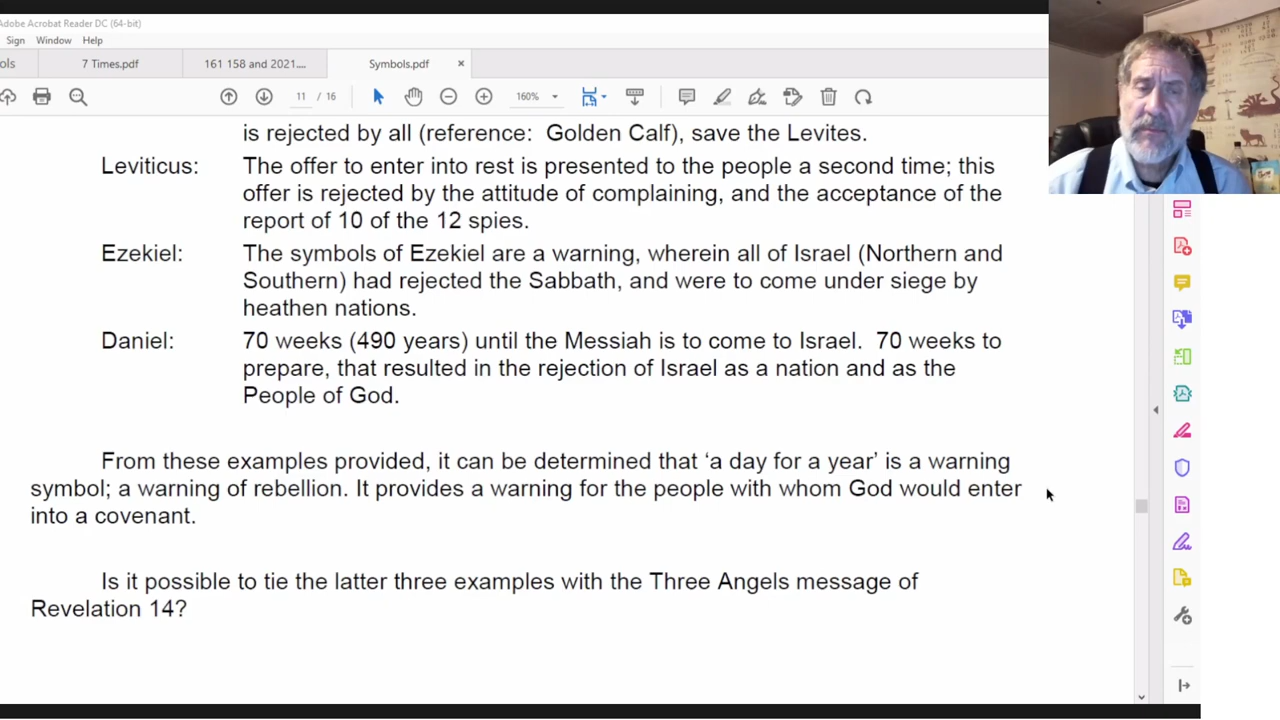 Adobe Acrobat Reader DC (64-bit)
Sign Window Help
ols 7 Times.pdf 161 158 and 2021.... Symbols.pdf ×
11 / 16 160%
is rejected by all (reference: Golden Calf), save the Levites.
Leviticus: The offer to enter into rest is presented to the people a second time; this
offer is rejected by the attitude of complaining, and the acceptance of the
report of 10 of the 12 spies.
Ezekiel: The symbols of Ezekiel are a warning, wherein all of Israel (Northern and
Southern) had rejected the Sabbath, and were to come under siege by
heathen nations.
Daniel: 70 weeks (490 years) until the Messiah is to come to Israel. 70 weeks to
prepare, that resulted in the rejection of Israel as a nation and as the
People of God.
From these examples provided, it can be determined that ‘a day for a year’ is a warning
symbol; a warning of rebellion. It provides a warning for the people with whom God would enter
into a covenant.
Is it possible to tie the latter three examples with the Three Angels message of
Revelation 14?